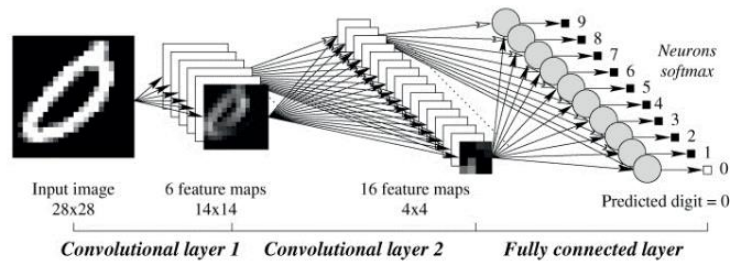 9
8
7
6
5
4
3
2
1
0
Neurons
softmax
Input image
28x28
6 feature maps
14x14
16 feature maps
4x4
Predicted digit = 0
Convolutional layer 1
Convolutional layer 2
Fully connected layer